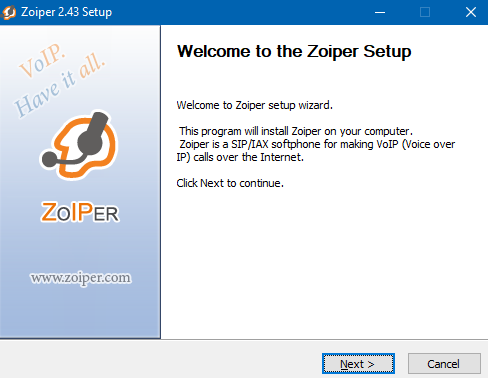 Zoiper 2.43 Setup
VoIP.
Have it all.
ZoIPER
www.zoiper.com
Welcome to the Zoiper Setup
Welcome to Zoiper setup wizard.
This program will install Zoiper on your computer.
Zoiper is a SIP/IAX softphone for making VoIP (Voice over
IP) calls over the Internet.
Click Next to continue.
Next >
Cancel